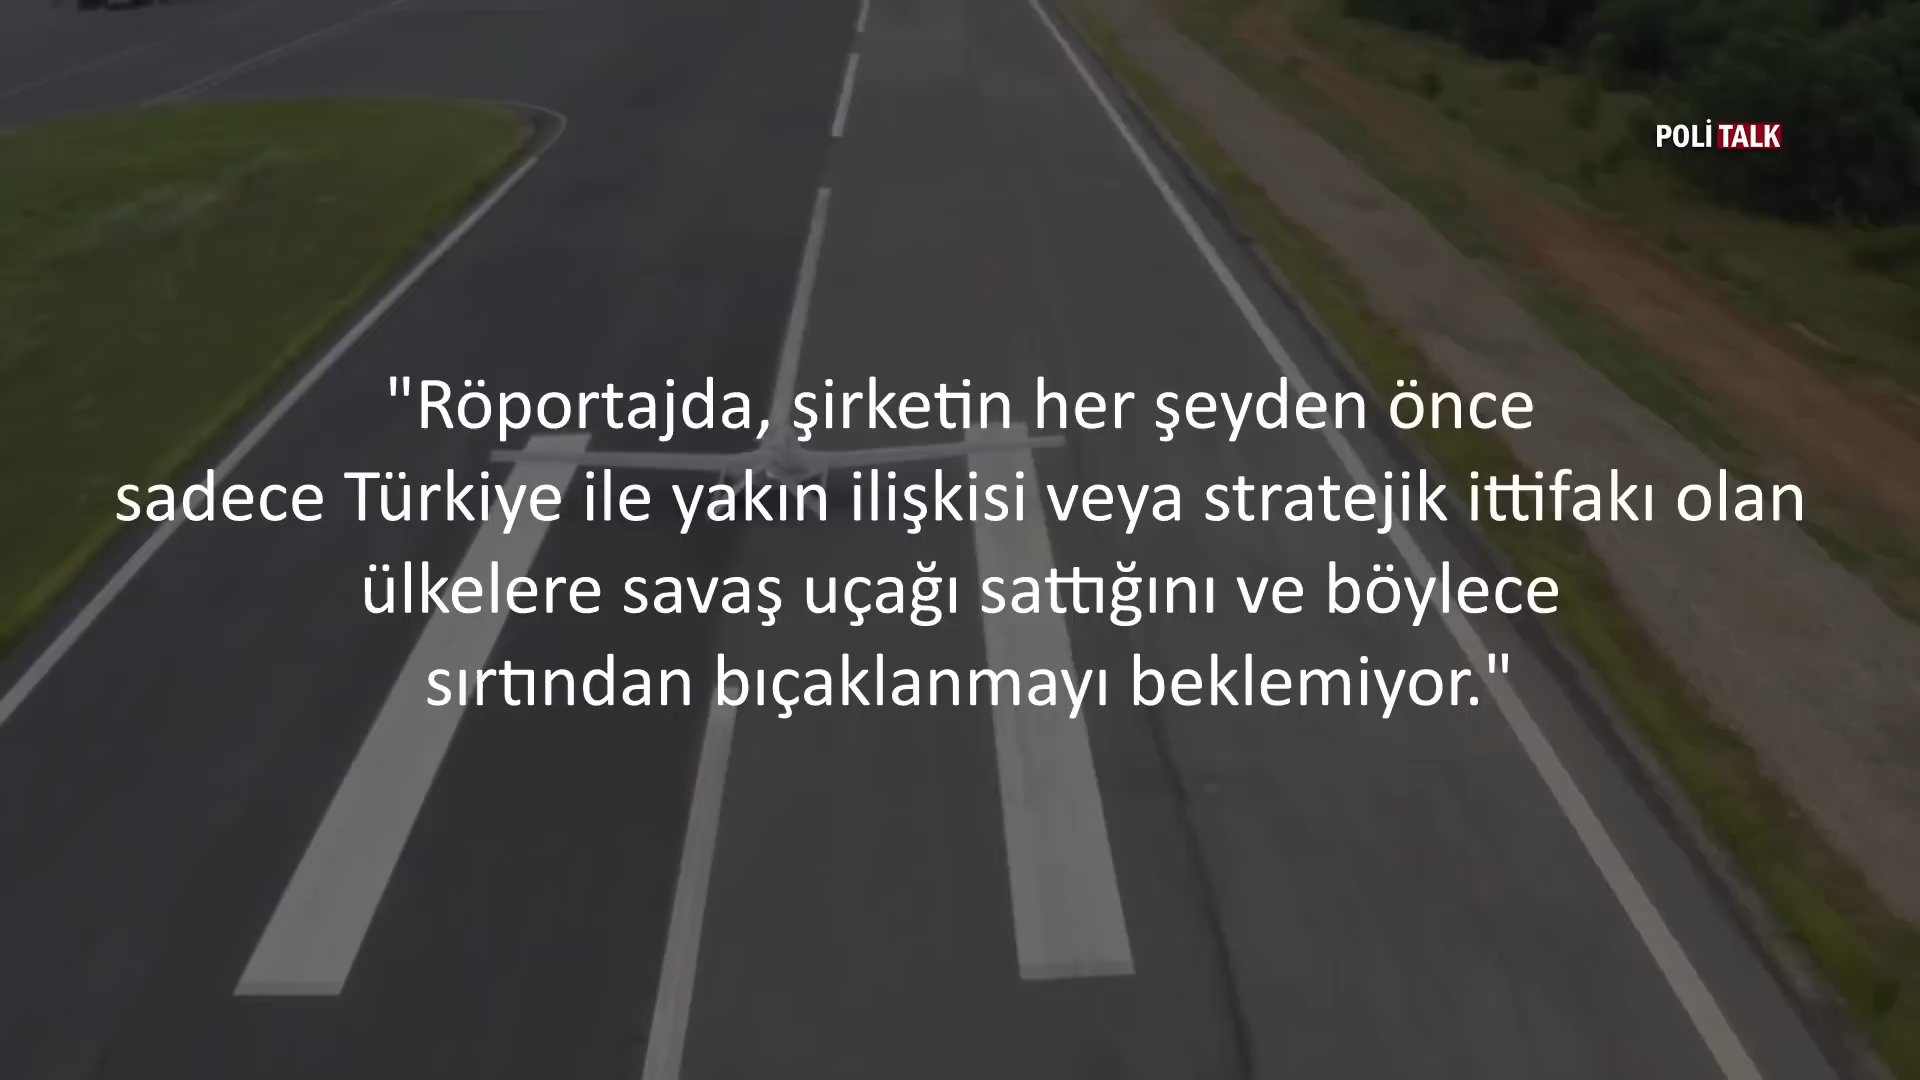 POLİ TALK
"Röportajda, şirketin her şeyden önce
sadece Türkiye ile yakın ilişkisi veya stratejik ittifakı olan
ülkelere savaş uçağı sattığını ve böylece
sırtından bıçaklanmayı beklemiyor."